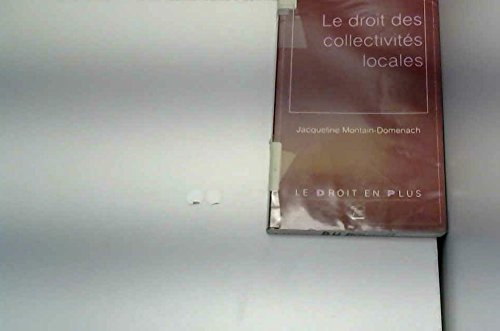 Le droit des
collectivités
locales
Jacqueline Montain-Domenach
LE DROIT EN PLUS